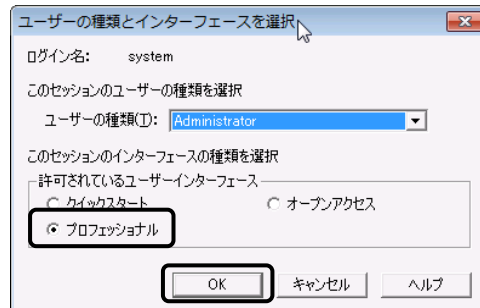 ユーザーの種類とインターフェースを選択
ログイン名: system
このセッションのユーザーの種類を選択
ユーザーの種類(T): Administrator
このセッションのインターフェースの種類を選択
許可されているユーザーインターフェース
クイックスタート オープンアクセス
プロフェッショナル
OK キャンセル ヘルプ